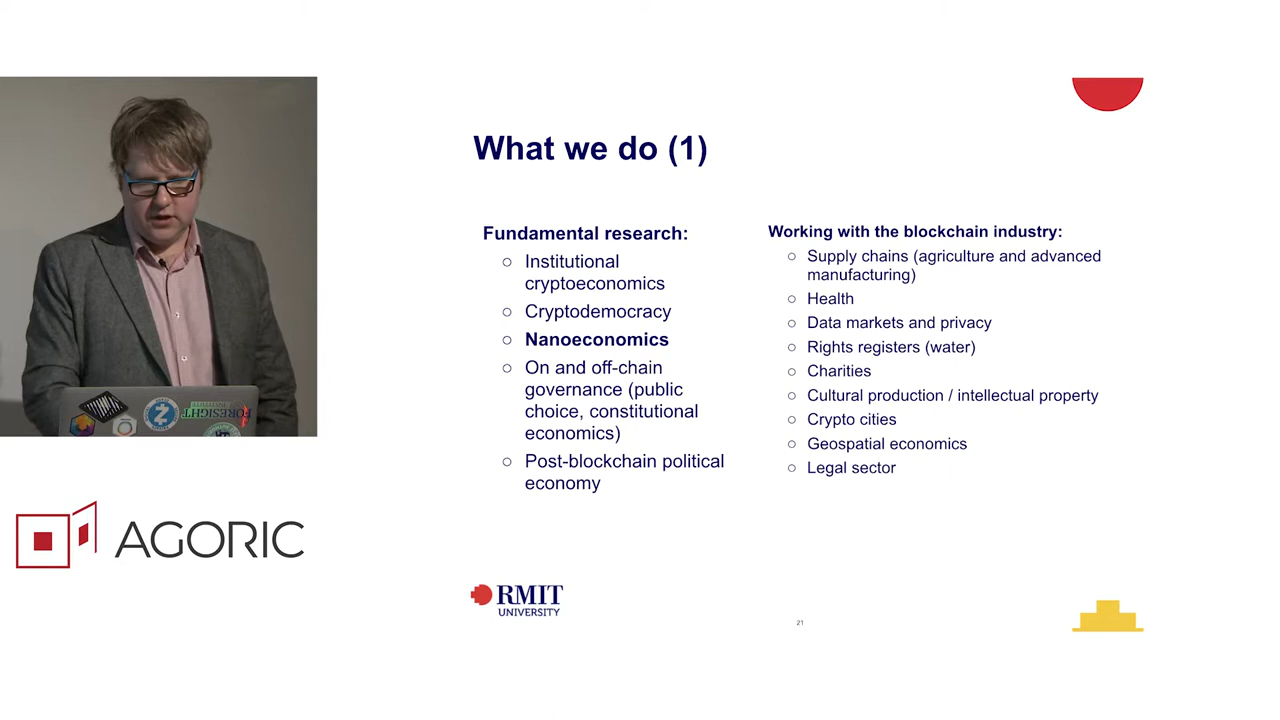 What we do (1)
Fundamental research:
○ Institutional
cryptoeconomics
○ Cryptodemocracy
○ Nanoeconomics
○ On and off-chain
governance (public
choice, constitutional
economics)
○ Post-blockchain political
economy
Working with the blockchain industry:
○ Supply chains (agriculture and advanced
manufacturing)
○ Health
○ Data markets and privacy
○ Rights registers (water)
○ Charities
○ Cultural production / intellectual property
○ Crypto cities
○ Geospatial economics
○ Legal sector
FORESIGHT
AGORIC
RMIT
UNIVERSITY
21